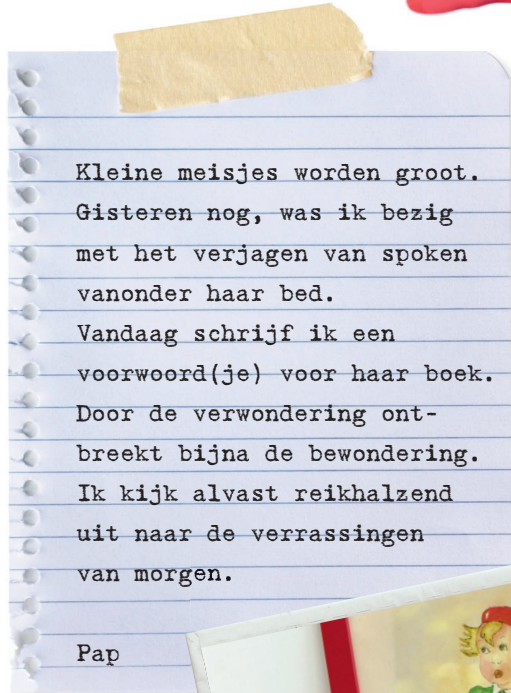 Kleine meisjes worden groot.
Gisteren nog, was ik bezig
met het verjagen van spoken
vanonder haar bed.
Vandaag schrijf ik een
voorwoord(je) voor haar boek.
Door de verwondering ont-
breekt bijna de bewondering.
Ik kijk alvast reikhalzend
uit naar de verrassingen
van morgen.
Pap